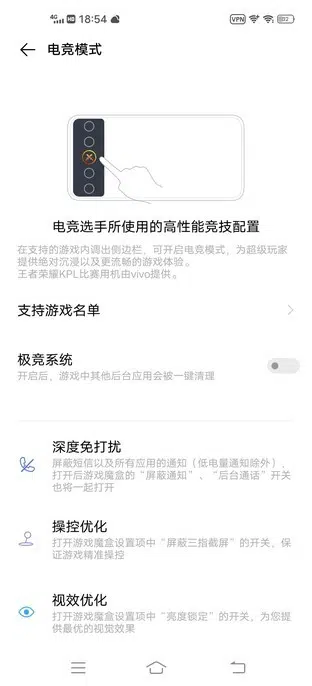 4G HD 18:54 VPN
电竞模式
电竞选手所使用的高性能竞技配置
在支持的游戏内调出侧边栏，可开启电竞模式，为超级玩家
提供绝对沉浸以及更流畅的游戏体验。
王者荣耀KPL比赛用机由vivo提供。
支持游戏名单
极竞系统
开启后，游戏中其他后台应用会被一键清理
深度免打扰
屏蔽短信以及所有应用的通知（低电量通知除外），
打开后游戏魔盒的“屏蔽通知”、“后台通话”开关
也将一起打开
操控优化
打开游戏魔盒设置项中“屏蔽三指截屏”的开关，保
证游戏精准操控
视效优化
打开游戏魔盒设置项中“亮度锁定”的开关，为您提
供最优的视觉效果